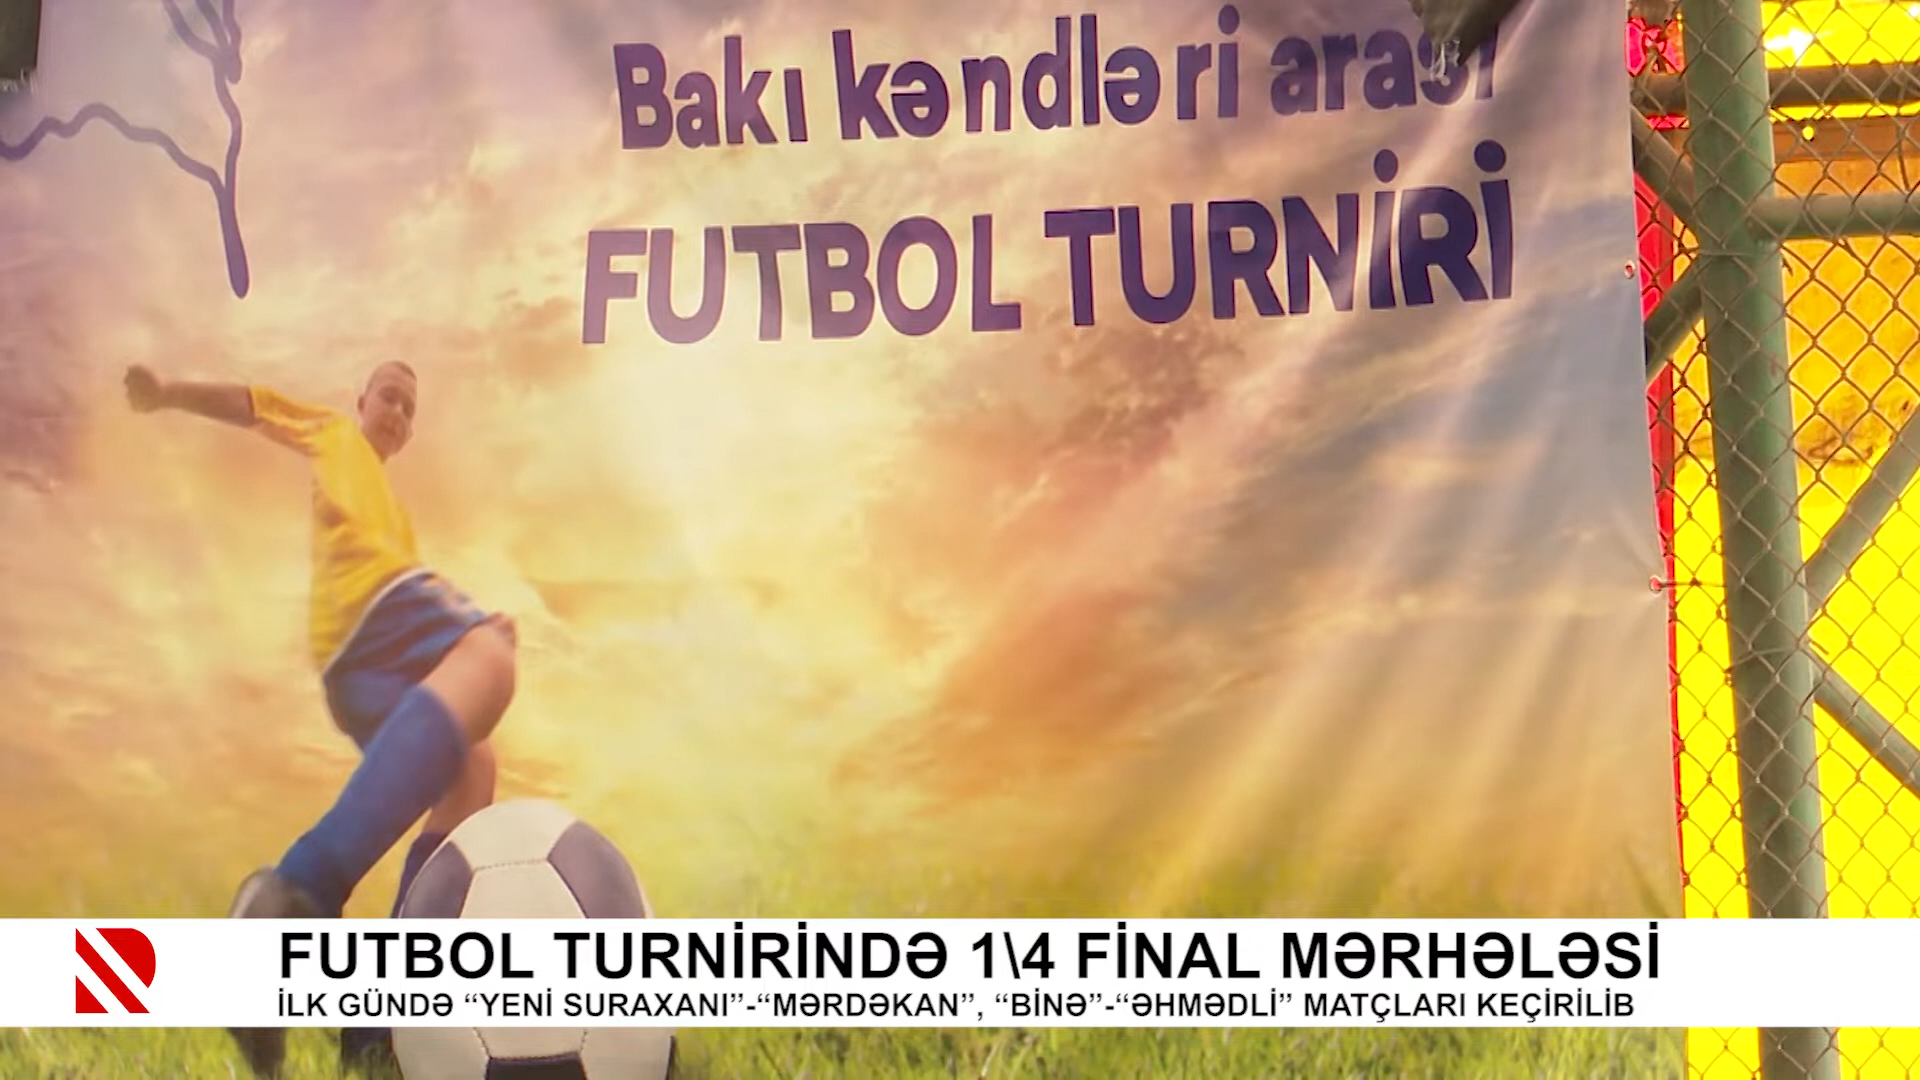 Bakı kəndləri arası
FUTBOL TURNİRİ
FUTBOL TURNİRİNDƏ 1\4 FİNAL MƏRHƏLƏSİ
İLK GÜNDƏ “YENİ SURAXANI”-“MƏRDƏKAN”, “BİNƏ”-“ƏHMƏDLİ” MATÇLARI KEÇİRİLİB